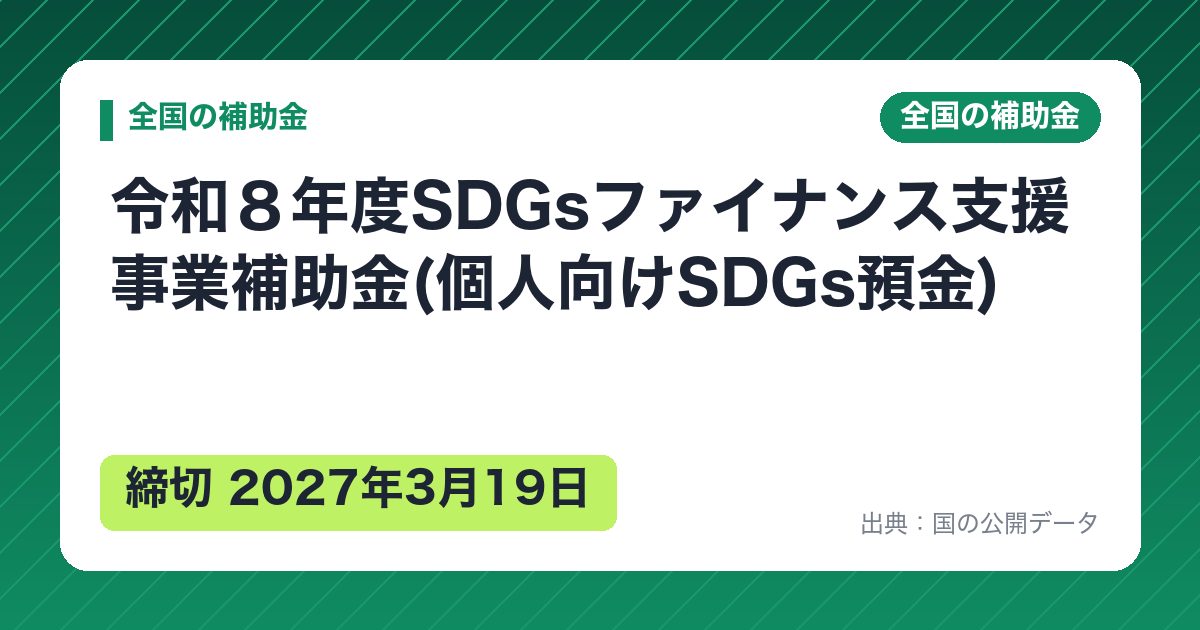 全国の補助金
全国の補助金
令和８年度SDGsファイナンス支援
事業補助金(個人向けSDGs預金)
締切 2027年3月19日
出典：国の公開データ